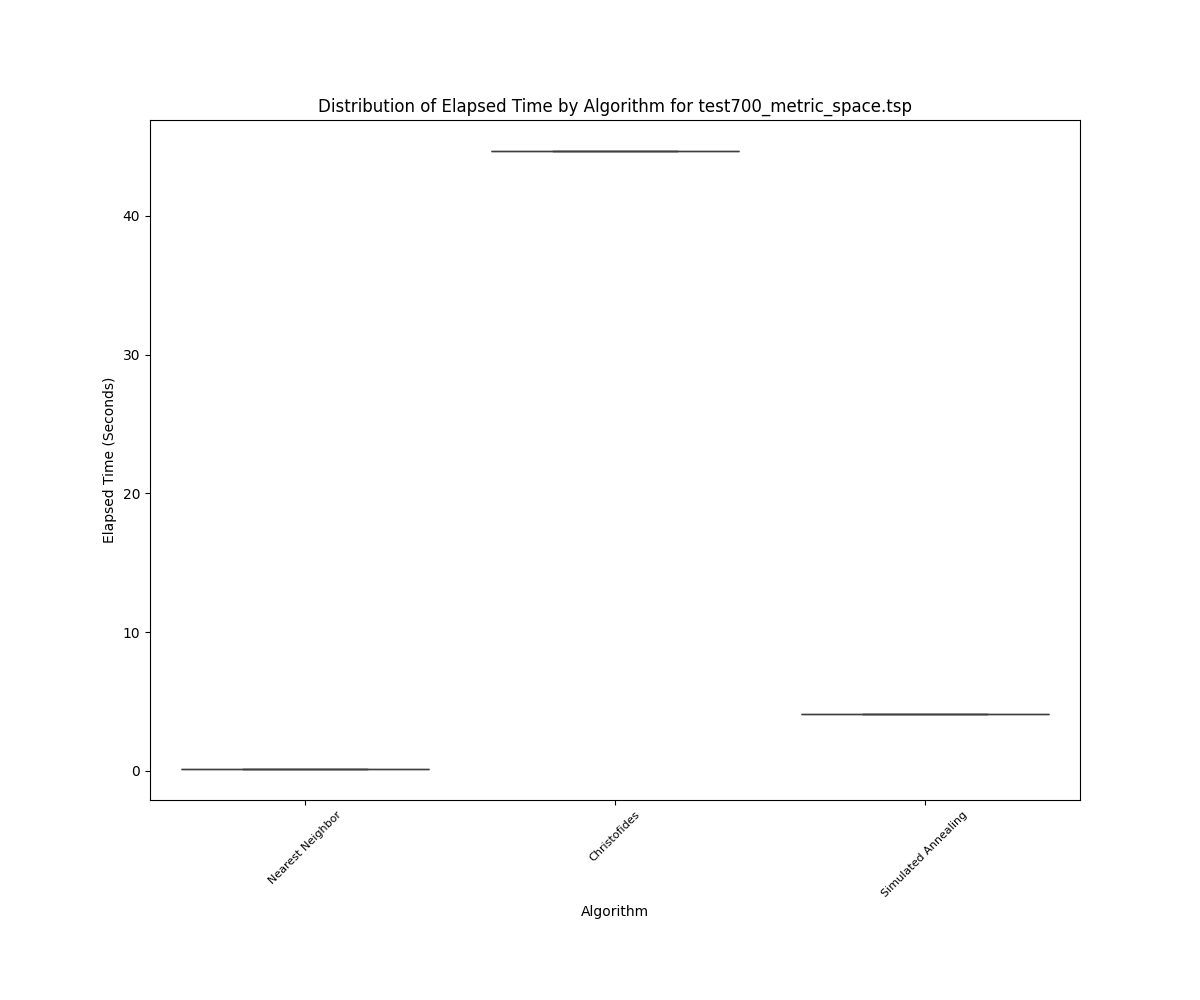 Distribution of Elapsed Time by Algorithm for test700_metric_space.tsp
Elapsed Time (Seconds)
40
30
20
10
0
Nearest Neighbor
Christofides
Simulated Annealing
Algorithm